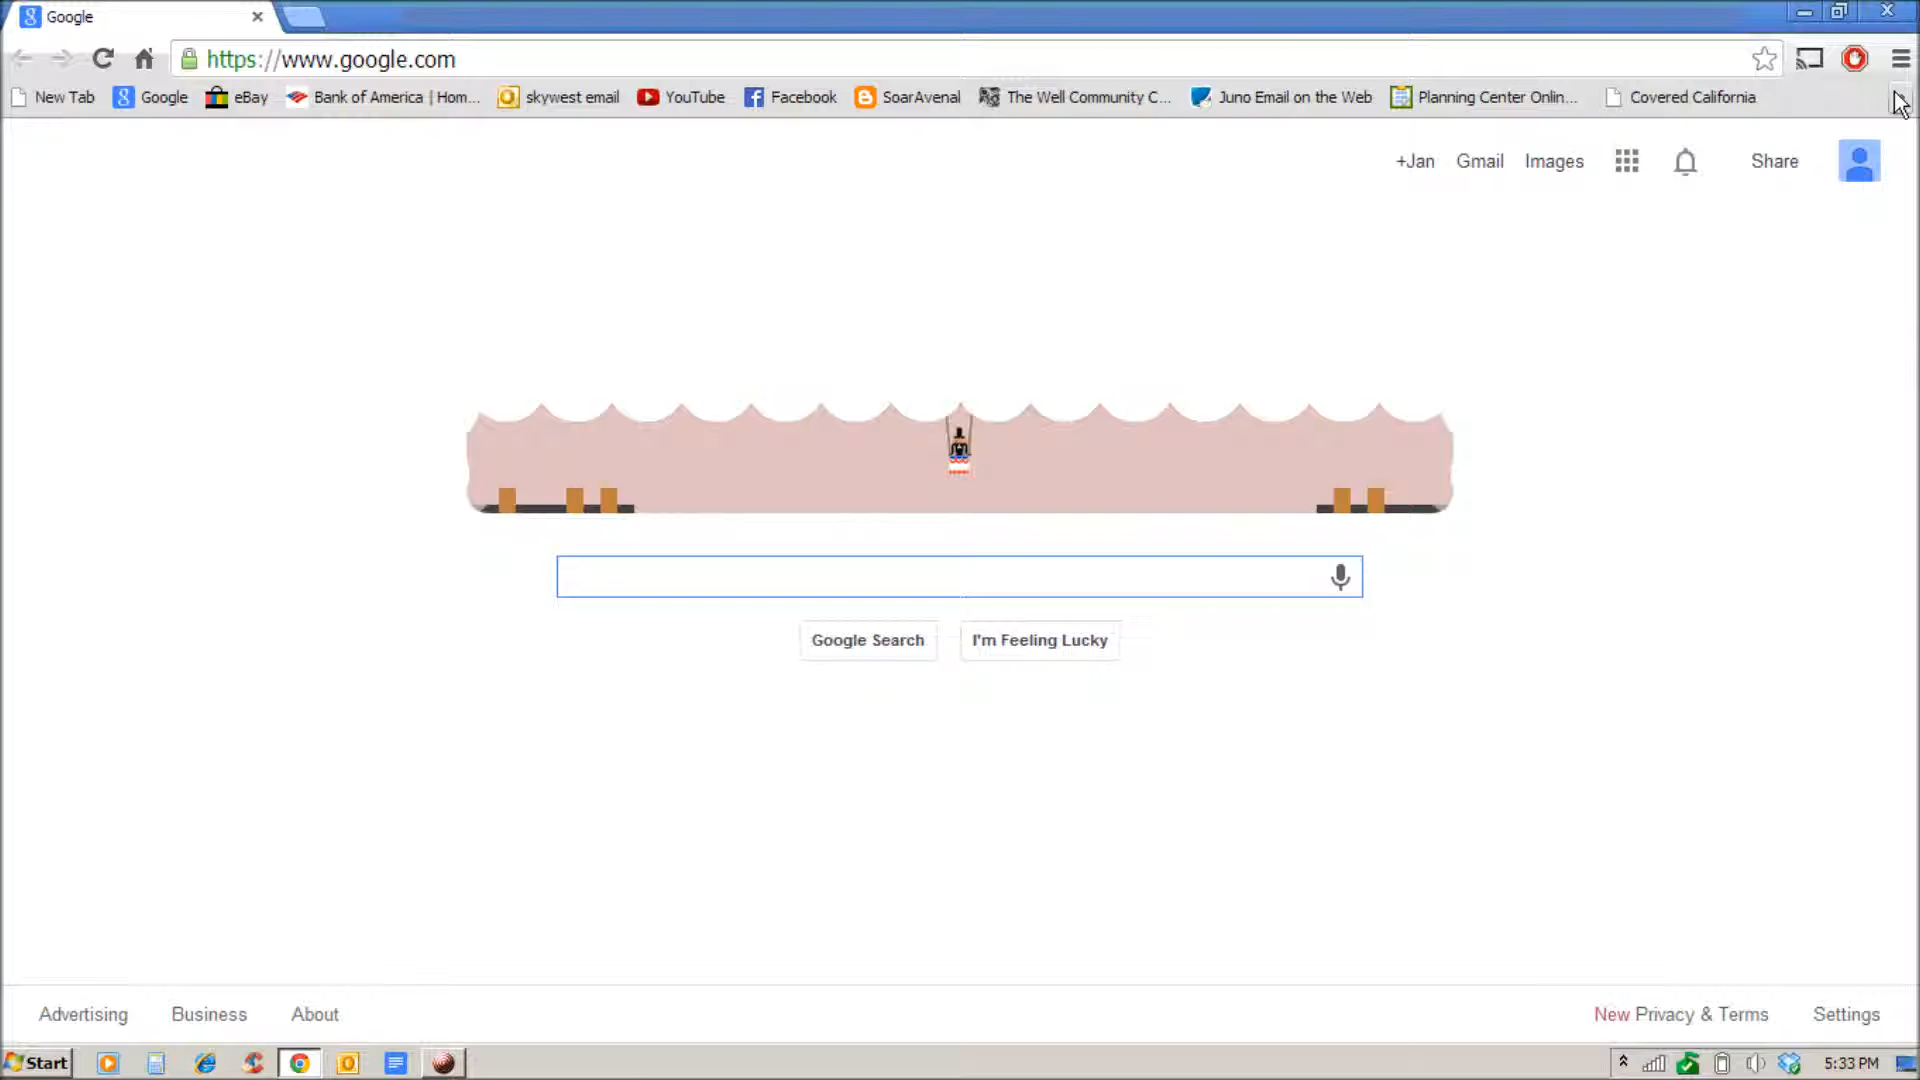 Google
https://www.google.com
New Tab Google eBay Bank of America | Hom... skywest email YouTube Facebook SoarAvenal The Well Community C... Juno Email on the Web Planning Center Onlin... Covered California
+Jan Gmail Images Share
Google Search I'm Feeling Lucky
Advertising Business About New Privacy & Terms Settings
Start 5:33 PM